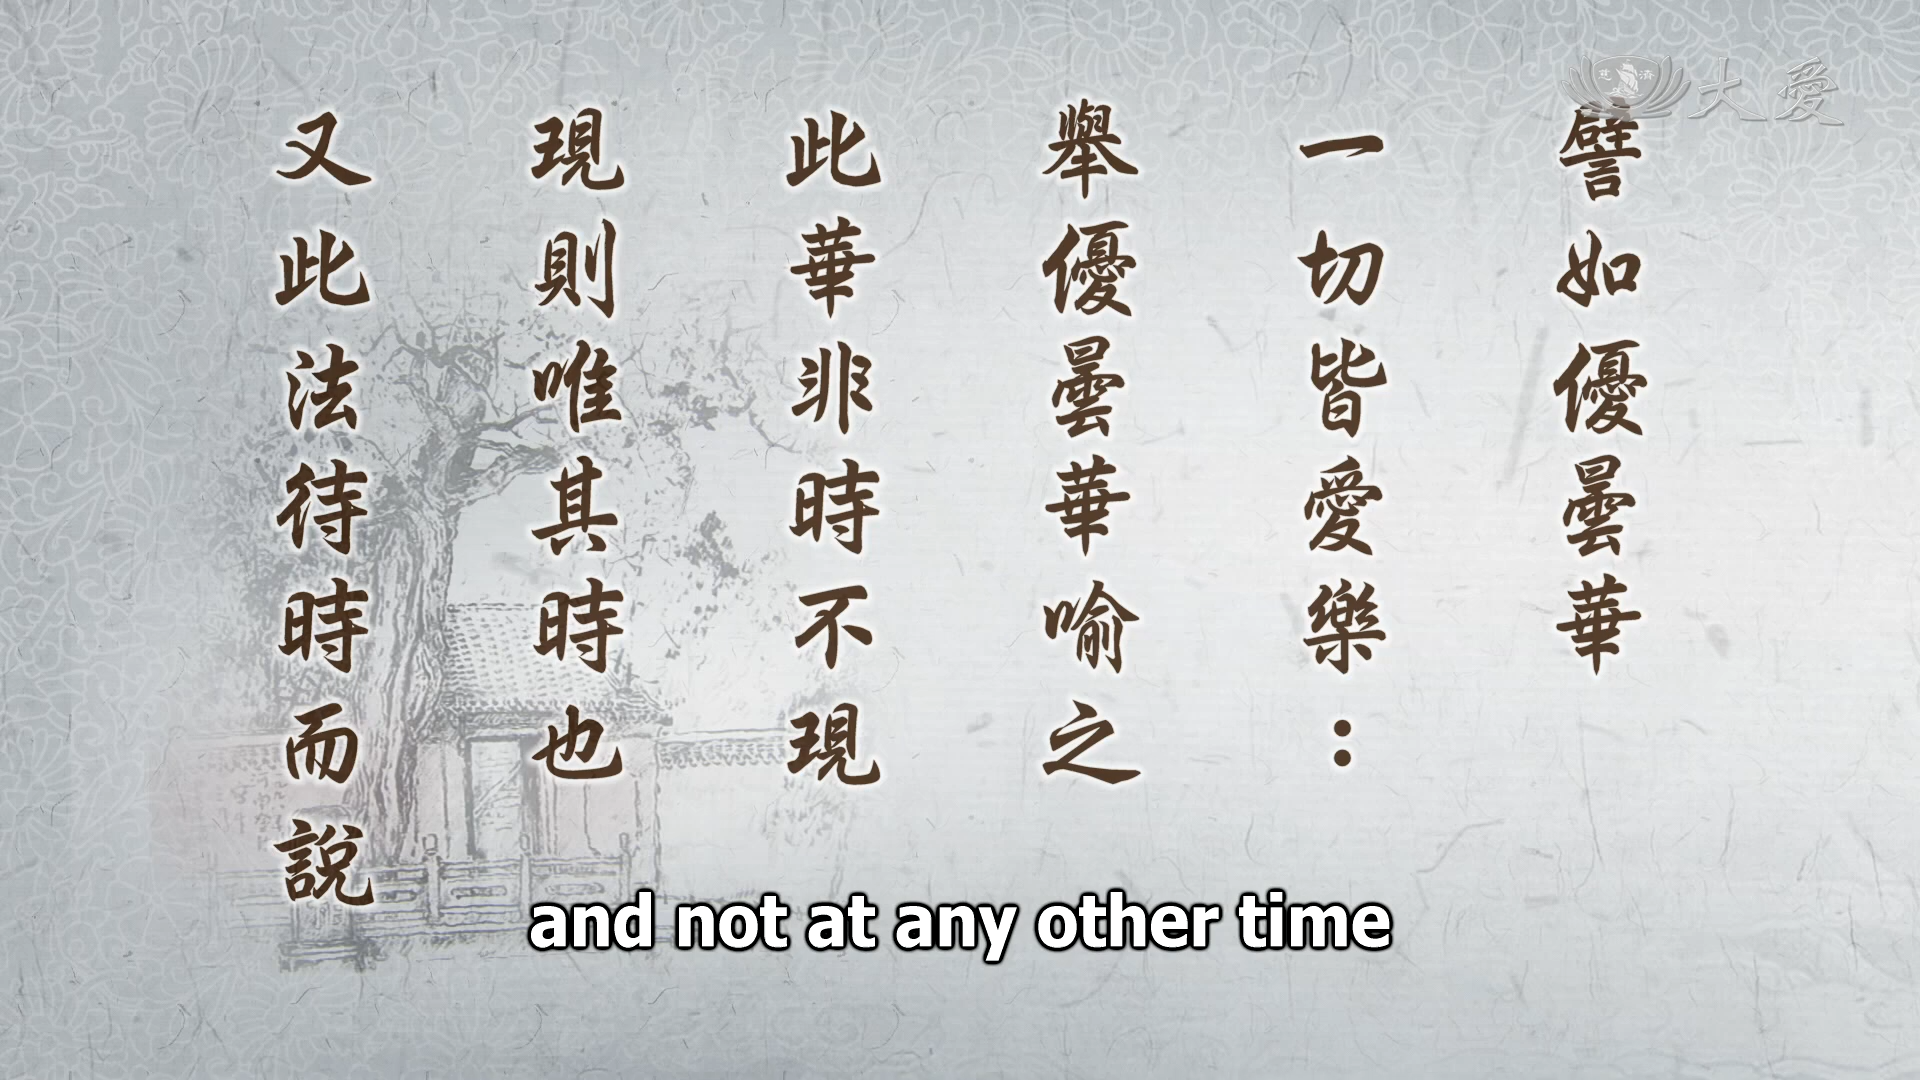 慈濟 大愛
譬如優曇華
一切皆愛樂：
舉優曇華喻之
此華非時不現
現則唯其時也
又此法待時而說
and not at any other time